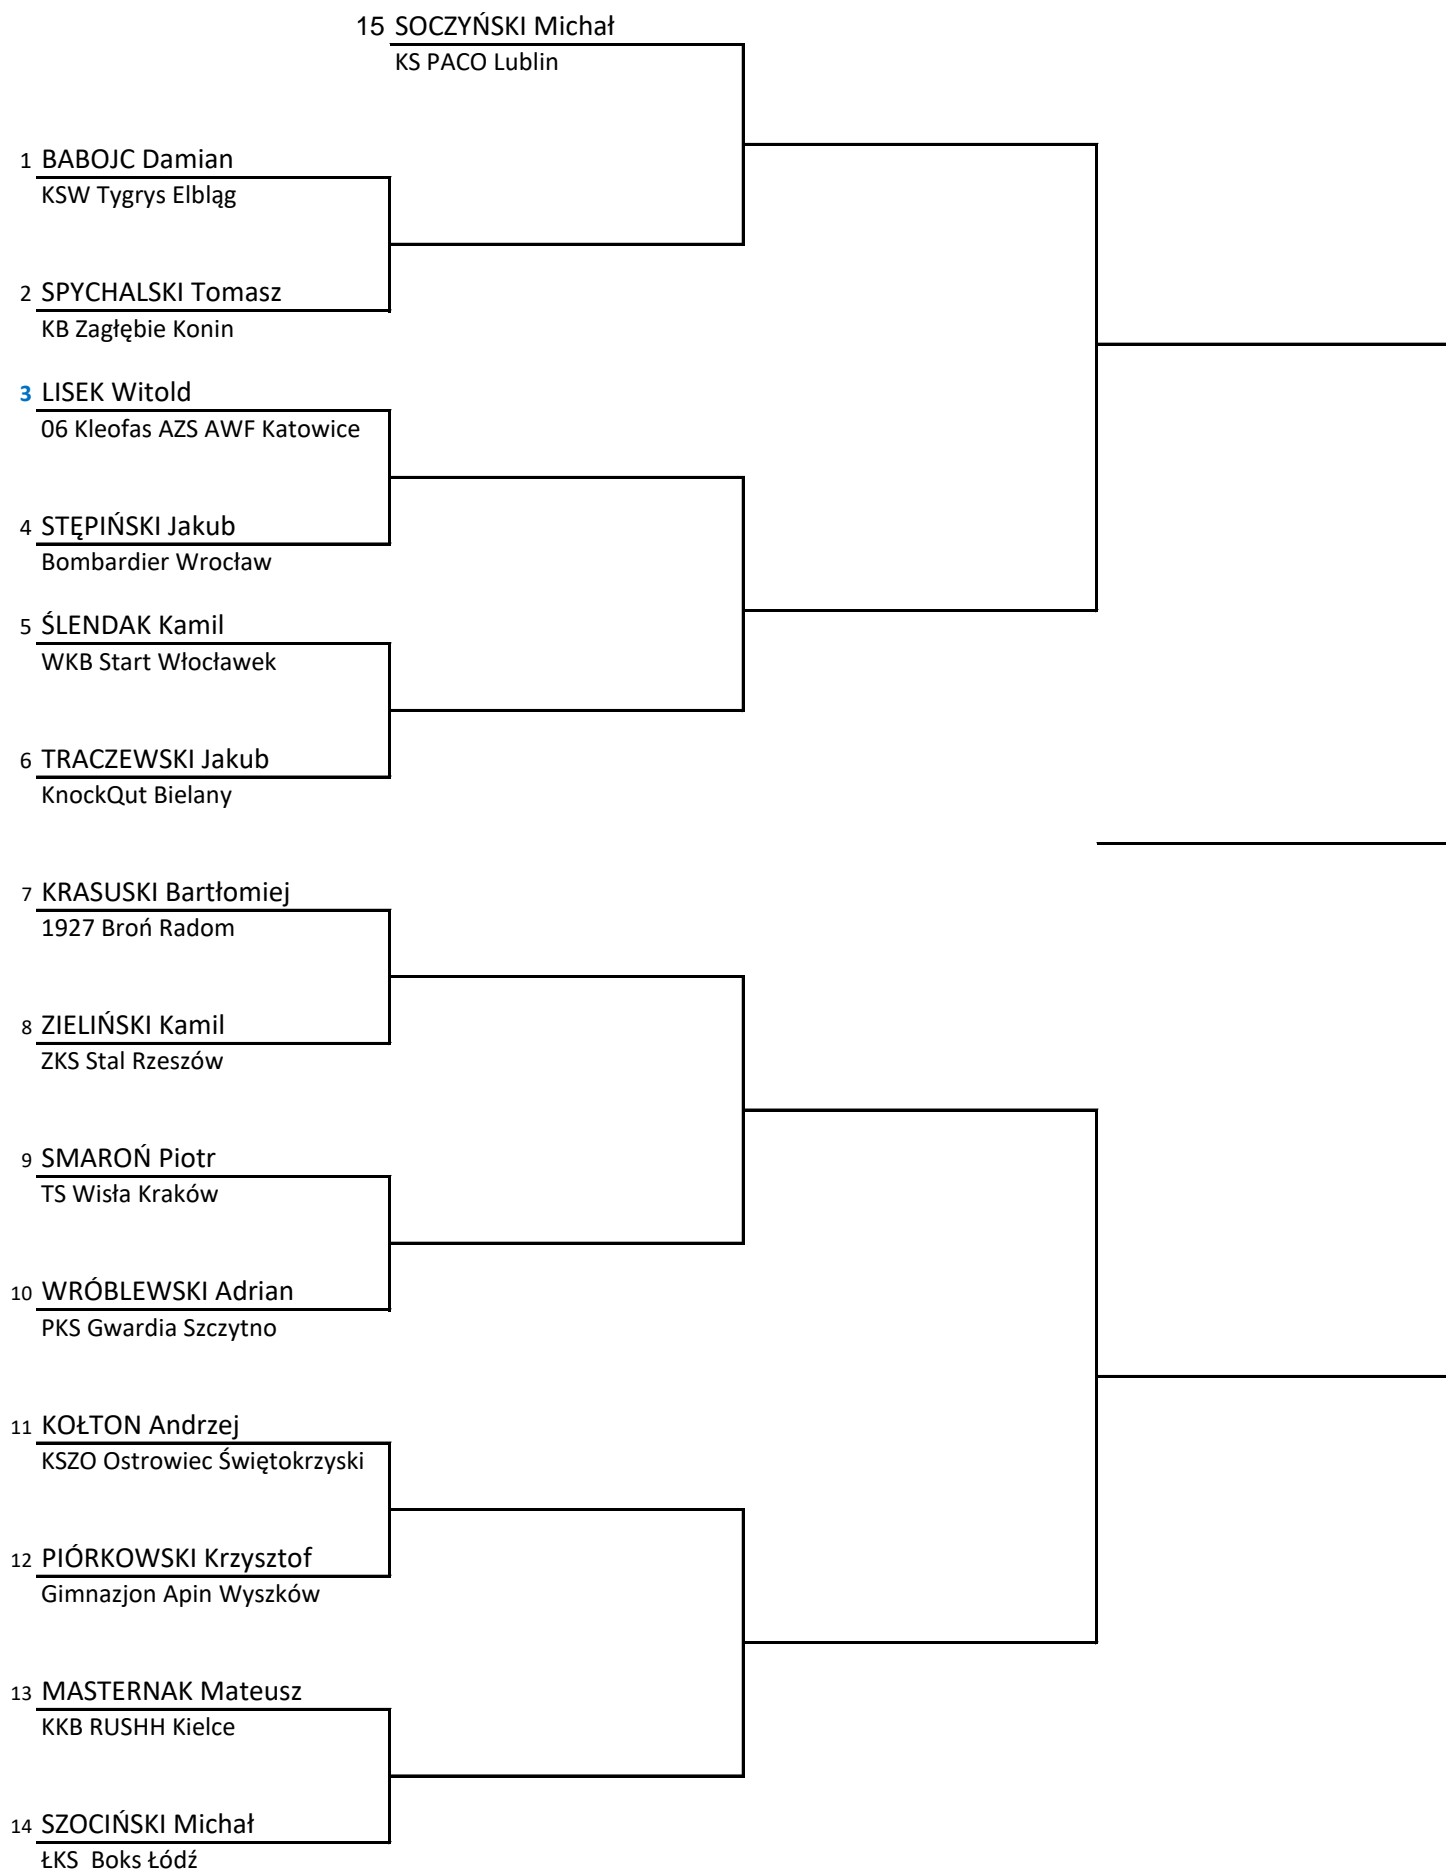 15 SOCZYŃSKI Michał
KS PACO Lublin
1 BABOJC Damian
KSW Tygrys Elbląg
2 SPYCHALSKI Tomasz
KB Zagłębie Konin
3 LISEK Witold
06 Kleofas AZS AWF Katowice
4 STĘPIŃSKI Jakub
Bombardier Wrocław
5 ŚLENDAK Kamil
WKB Start Włocławek
6 TRACZEWSKI Jakub
KnockQut Bielany
7 KRASUSKI Bartłomiej
1927 Broń Radom
8 ZIELIŃSKI Kamil
ZKS Stal Rzeszów
9 SMAROŃ Piotr
TS Wisła Kraków
10 WRÓBLEWSKI Adrian
PKS Gwardia Szczytno
11 KOŁTON Andrzej
KSZO Ostrowiec Świętokrzyski
12 PIÓRKOWSKI Krzysztof
Gimnazjon Apin Wyszków
13 MASTERNAK Mateusz
KKB RUSHH Kielce
14 SZOCIŃSKI Michał
ŁKS  Boks Łódź